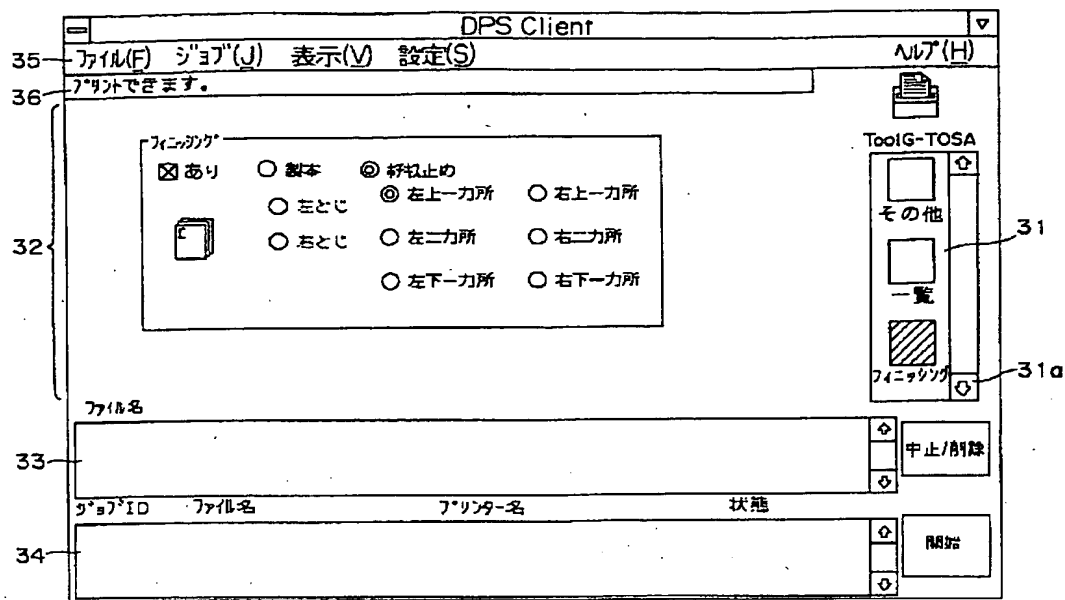 DPS Client
35 ファイル(F) ジョブ(J) 表示(V) 設定(S) ヘルプ(H)
36 プリントできます。
フィニッシング ToolG-TOSA
あり 製本 ホチキス止め
左とじ 左上一カ所 右上一カ所 その他
32 右とじ 左二カ所 右二カ所 31
左下一カ所 右下一カ所 一覧
フィニッシング 31a
ファイル名
33 中止/削除
ジョブID ファイル名 プリンター名 状態
34 開始